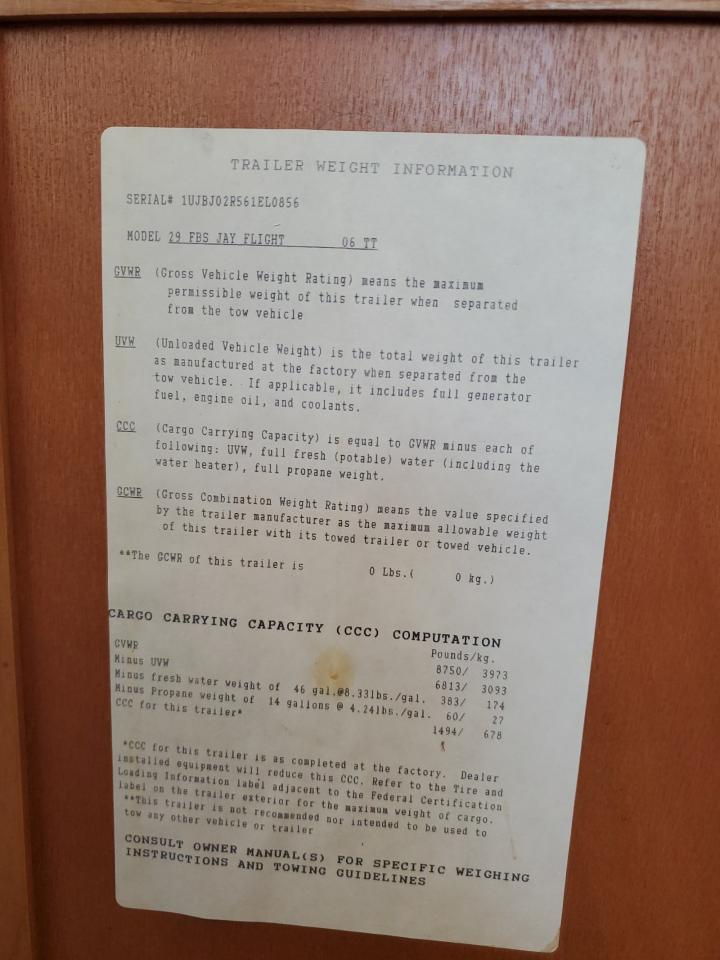 TRAILER WEIGHT INFORMATION
SERIAL# 1UJBJ02R561EL0856
MODEL 29 FBS JAY FLIGHT 06 TT
GVWR (Gross Vehicle Weight Rating) means the maximum
permissible weight of this trailer when separated
from the tow vehicle
UVW (Unloaded Vehicle Weight) is the total weight of this trailer
as manufactured at the factory when separated from the
tow vehicle. If applicable, it includes full generator
fuel, engine oil, and coolants.
CCC (Cargo Carrying Capacity) is equal to GVWR minus each of
following: UVW, full fresh (potable) water (including the
water heater), full propane weight.
GCWR (Gross Combination Weight Rating) means the value specified
by the trailer manufacturer as the maximum allowable weight
of this trailer with its towed trailer or towed vehicle.
**The GCWR of this trailer is 0 Lbs.( 0 kg.)
CARGO CARRYING CAPACITY (CCC) COMPUTATION
Pounds/kg.
GVWR 8750/ 3973
Minus UVW 6813/ 3093
Minus fresh water weight of 46 gal.@8.33lbs./gal. 383/ 174
Minus Propane weight of 14 gallons @ 4.24lbs./gal. 60/ 27
CCC for this trailer* 1494/ 678
*CCC for this trailer is as completed at the factory. Dealer
installed equipment will reduce this CCC. Refer to the Tire and
Loading Information label adjacent to the Federal Certification
label on the trailer exterior for the maximum weight of cargo.
**This trailer is not recommended nor intended to be used to
tow any other vehicle or trailer
CONSULT OWNER MANUAL(S) FOR SPECIFIC WEIGHING
INSTRUCTIONS AND TOWING GUIDELINES